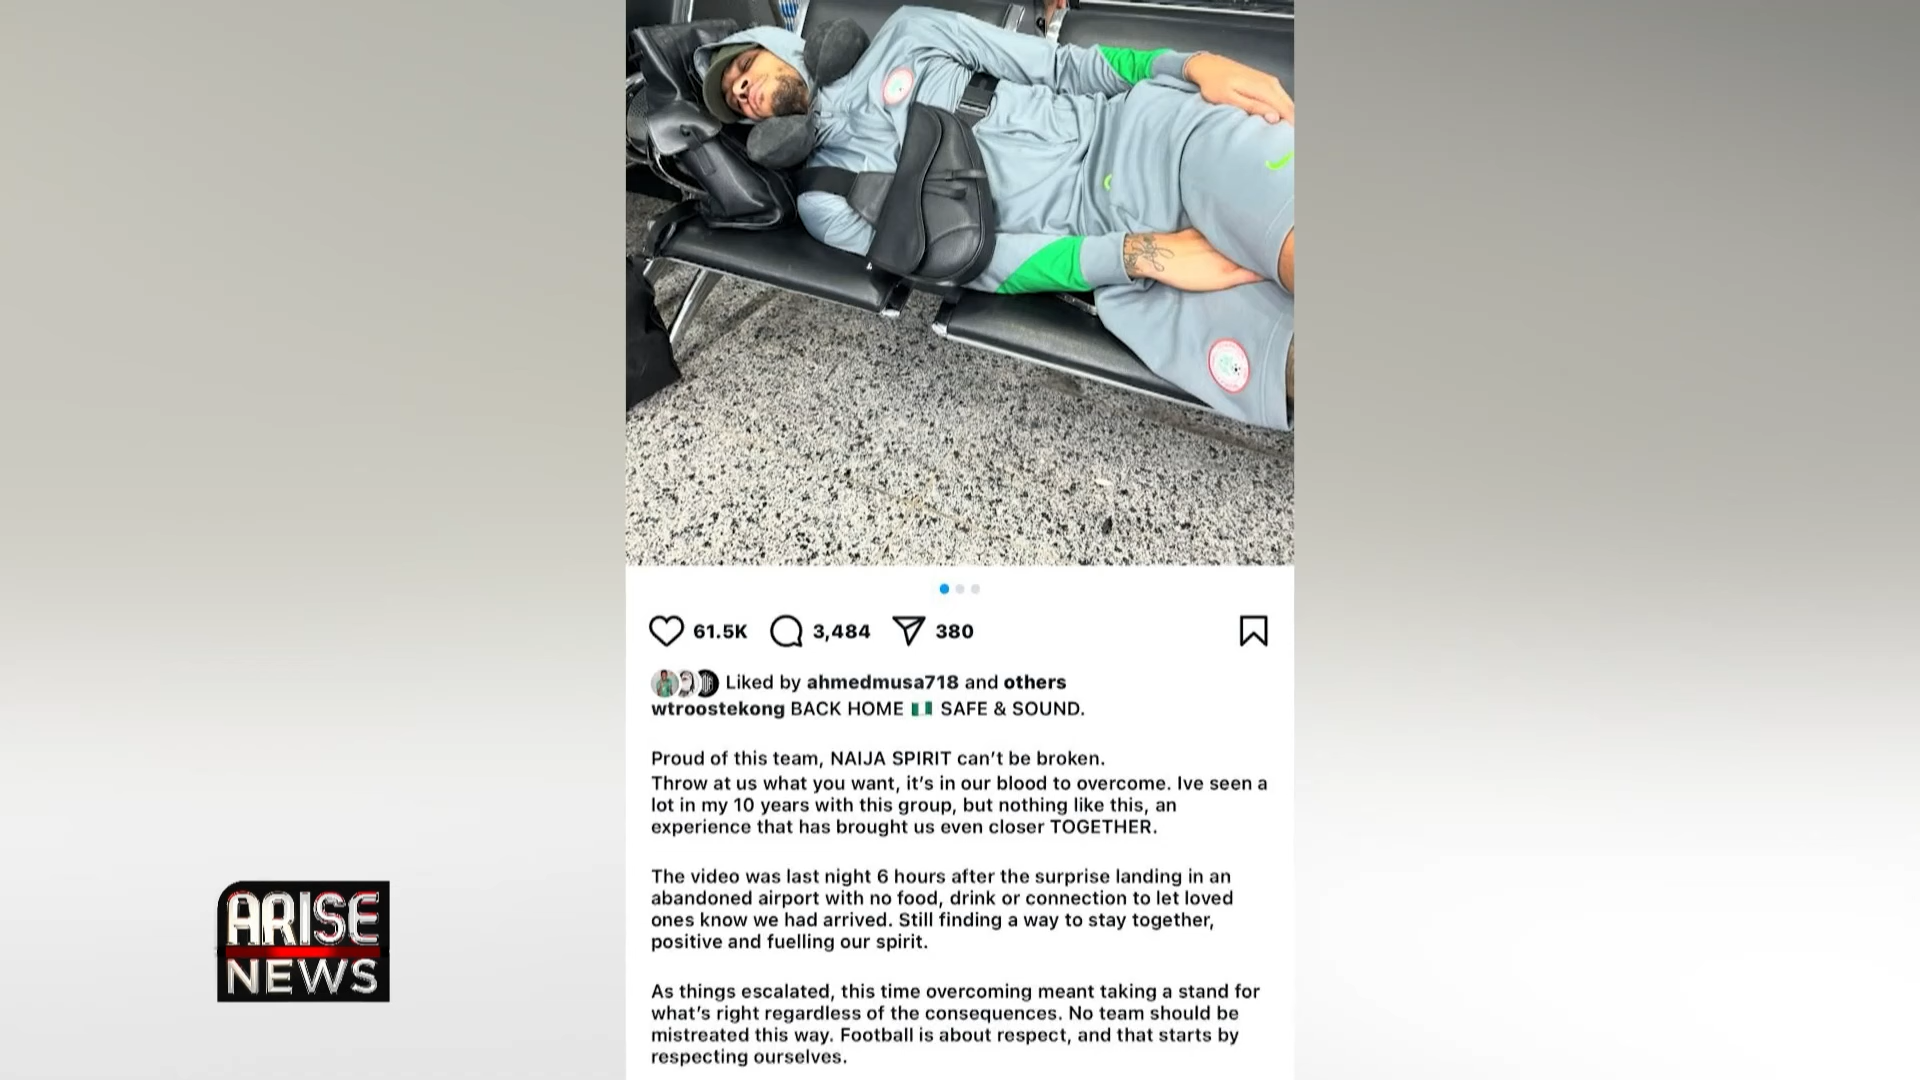 61.5K 3,484 380
Liked by ahmedmusa718 and others
wtroostekong BACK HOME 🇳🇬 SAFE & SOUND.
Proud of this team, NAIJA SPIRIT can't be broken.
Throw at us what you want, it's in our blood to overcome. Ive seen a
lot in my 10 years with this group, but nothing like this, an
experience that has brought us even closer TOGETHER.
The video was last night 6 hours after the surprise landing in an
abandoned airport with no food, drink or connection to let loved
ones know we had arrived. Still finding a way to stay together,
positive and fuelling our spirit.
As things escalated, this time overcoming meant taking a stand for
what's right regardless of the consequences. No team should be
mistreated this way. Football is about respect, and that starts by
respecting ourselves.
ARISE
NEWS